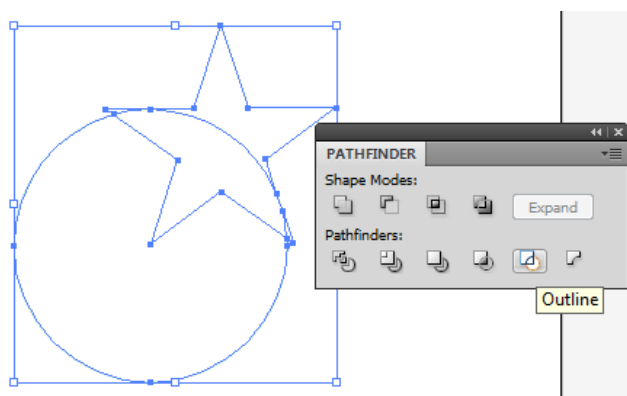 PATHFINDER
Shape Modes:
Expand
Pathfinders:
Outline